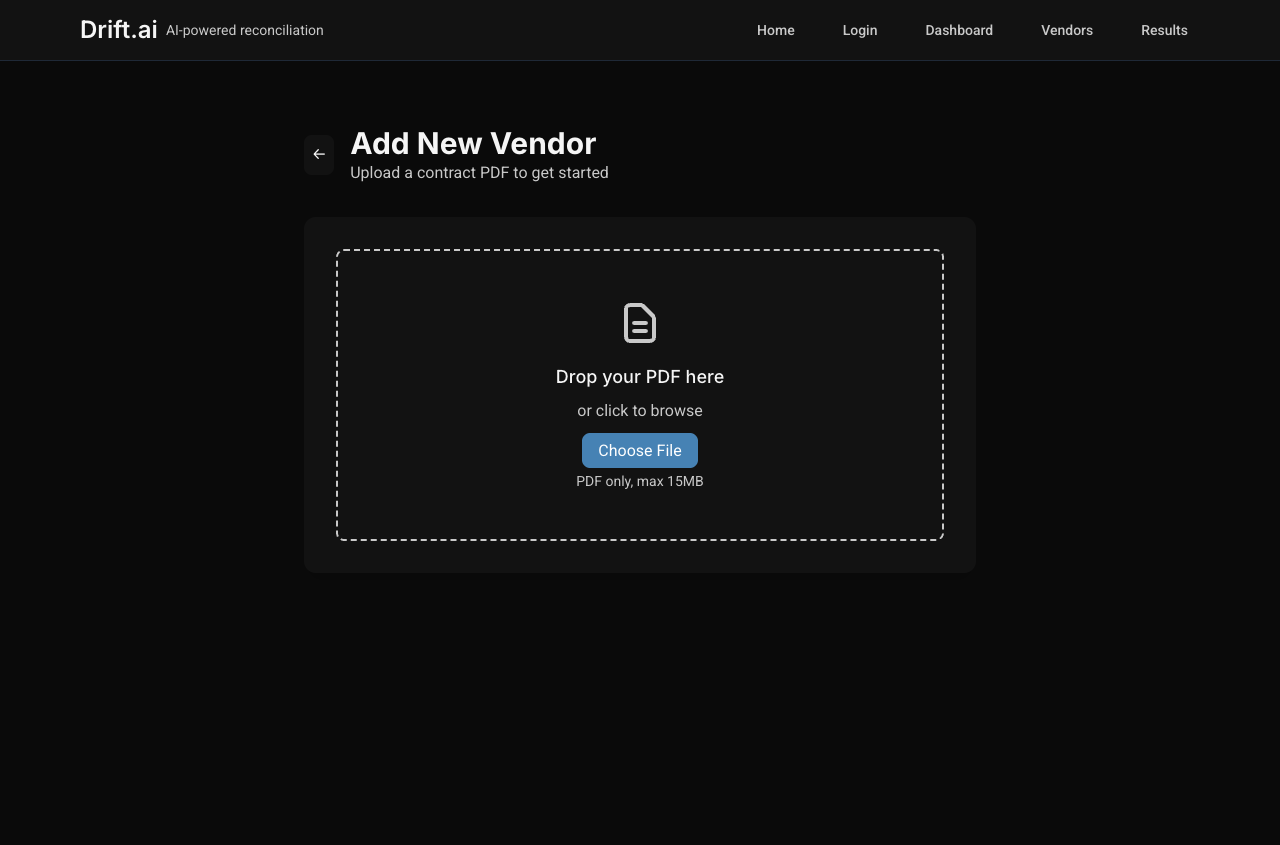 Drift.ai AI-powered reconciliation Home Login Dashboard Vendors Results
Add New Vendor
Upload a contract PDF to get started
Drop your PDF here
or click to browse
Choose File
PDF only, max 15MB